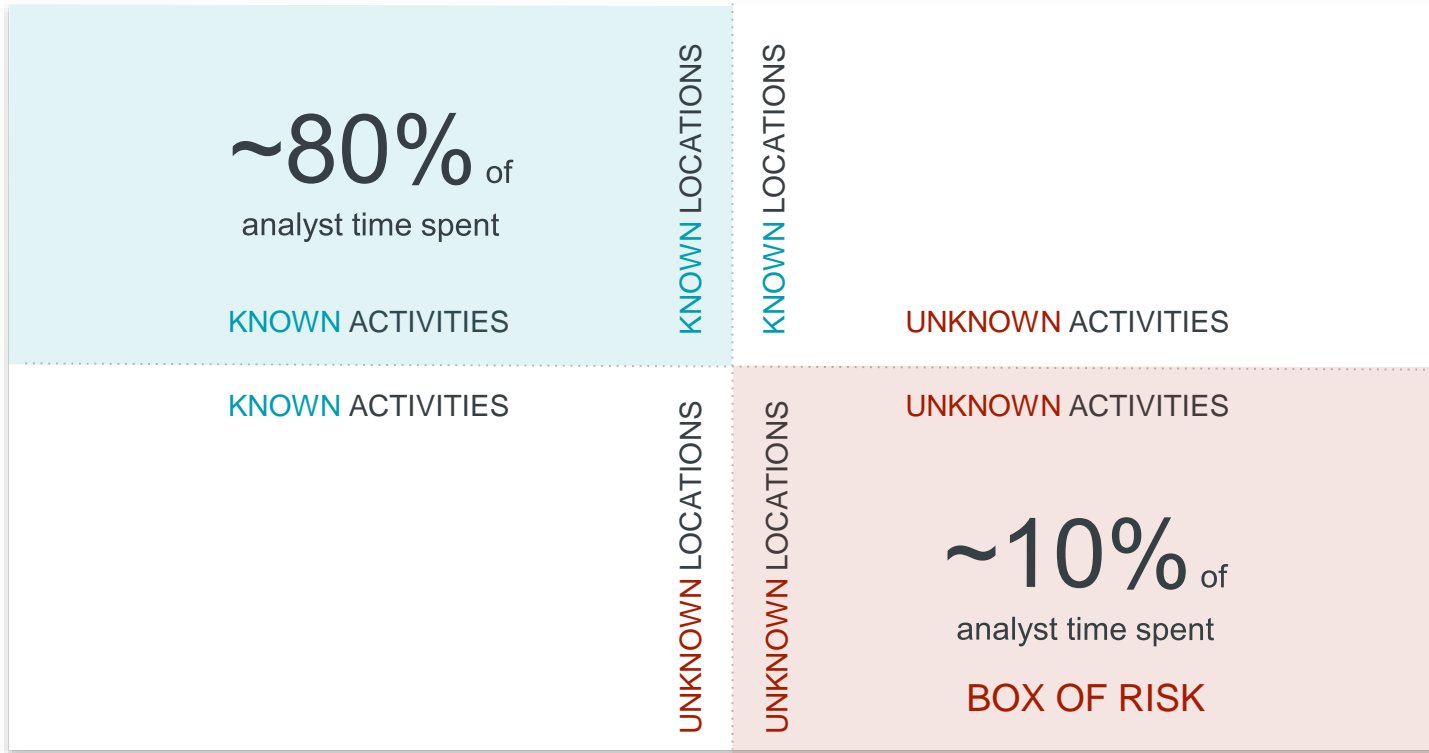 ~80% of
analyst time spent
KNOWN ACTIVITIES
KNOWN LOCATIONS
KNOWN LOCATIONS
UNKNOWN ACTIVITIES
KNOWN ACTIVITIES
UNKNOWN LOCATIONS
UNKNOWN LOCATIONS
UNKNOWN ACTIVITIES
~10% of
analyst time spent
BOX OF RISK